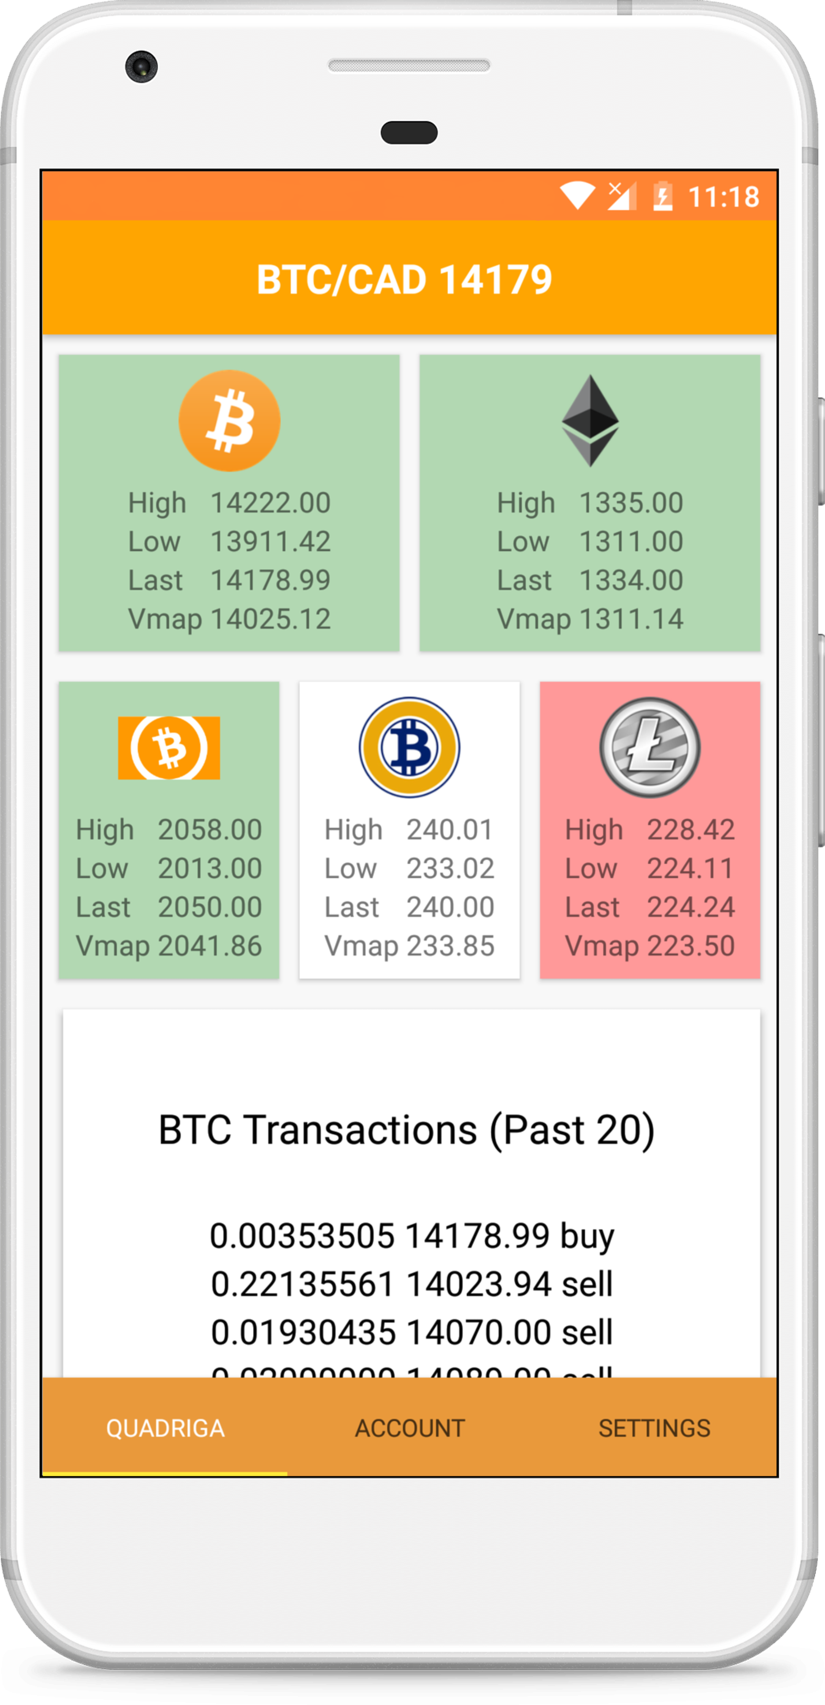 11:18
BTC/CAD 14179
High 14222.00
Low 13911.42
Last 14178.99
Vmap 14025.12
High 1335.00
Low 1311.00
Last 1334.00
Vmap 1311.14
High 2058.00
Low 2013.00
Last 2050.00
Vmap 2041.86
High 240.01
Low 233.02
Last 240.00
Vmap 233.85
High 228.42
Low 224.11
Last 224.24
Vmap 223.50
BTC Transactions (Past 20)
0.00353505 14178.99 buy
0.22135561 14023.94 sell
0.01930435 14070.00 sell
QUADRIGA
ACCOUNT
SETTINGS